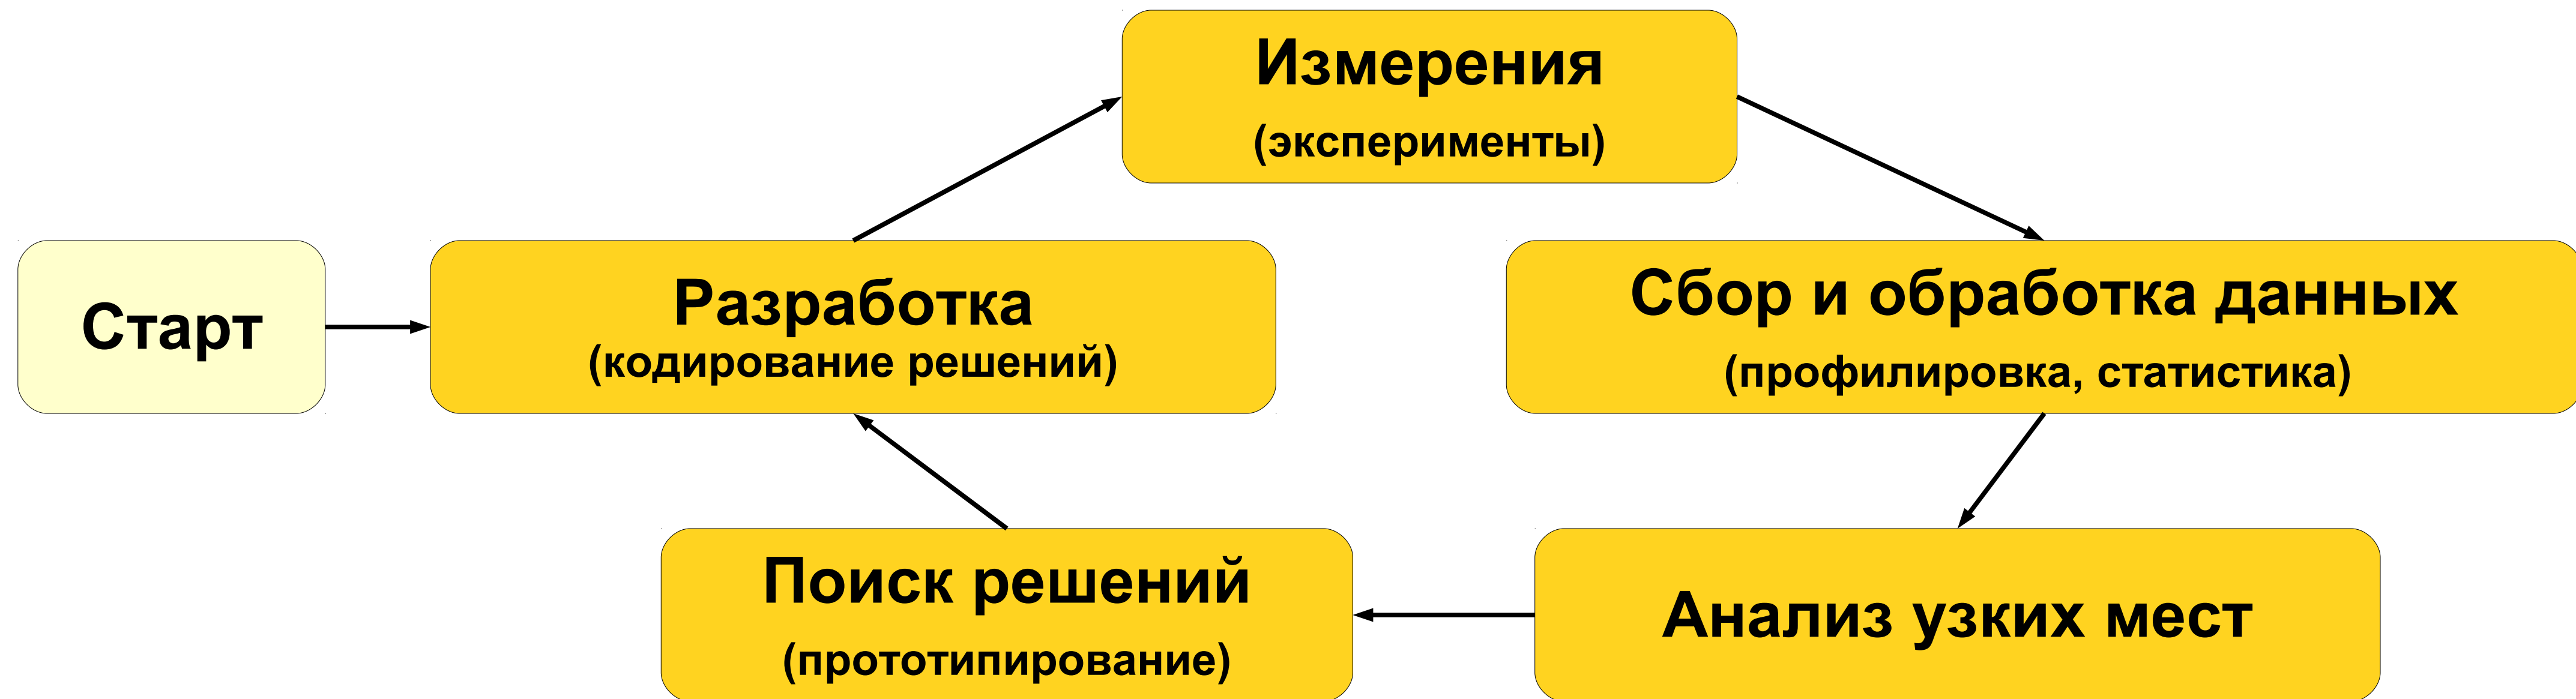 Измерения
(эксперименты)
Старт
Разработка
(кодирование решений)
Сбор и обработка данных
(профилировка, статистика)
Поиск решений
(прототипирование)
Анализ узких мест